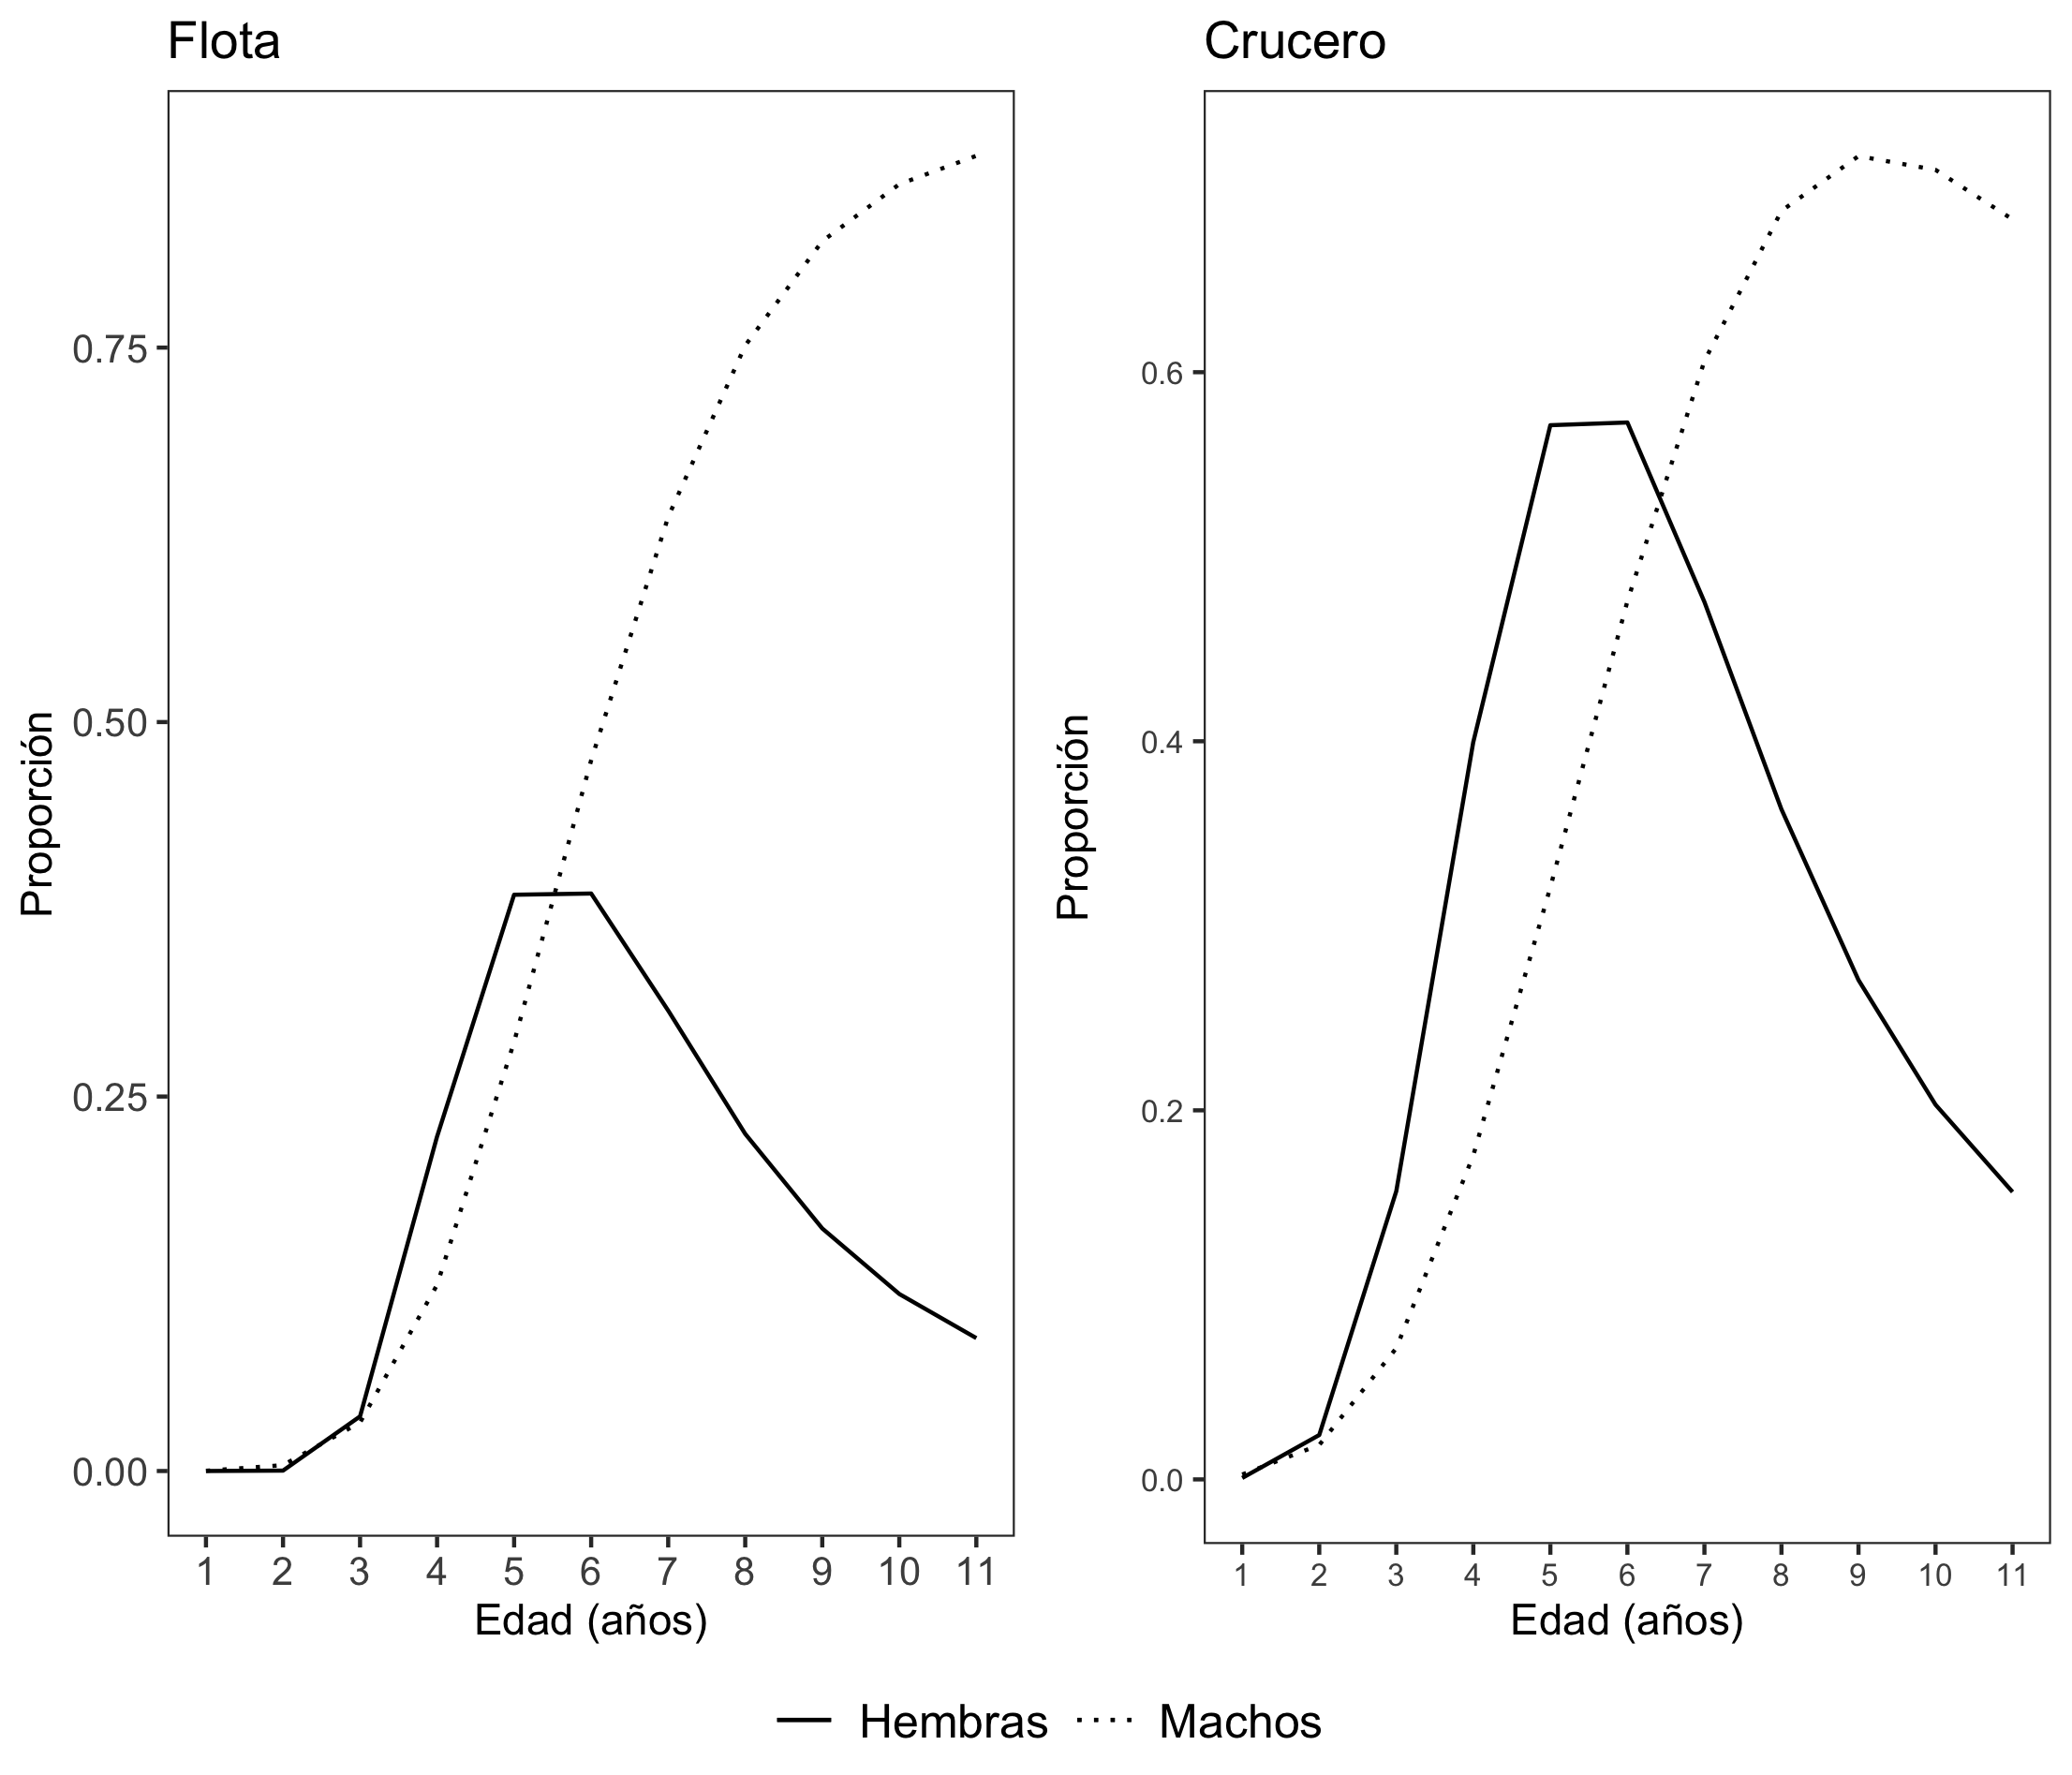 Flota
Proporción
0.75
0.50
0.25
0.00
1 2 3 4 5 6 7 8 9 10 11
Edad (años)
Crucero
Proporción
0.6
0.4
0.2
0.0
1 2 3 4 5 6 7 8 9 10 11
Edad (años)
Hembras Machos